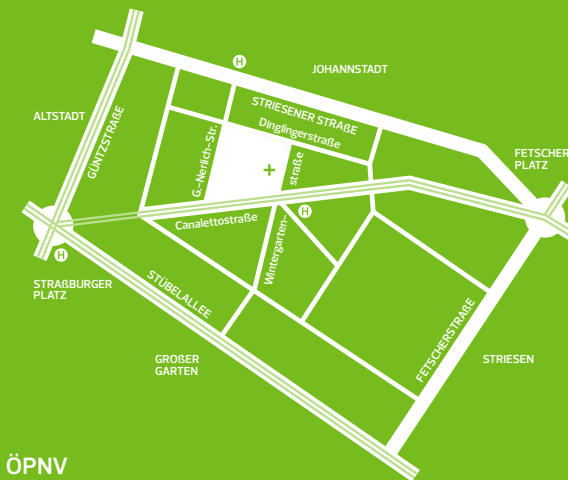 H
JOHANNSTADT
STRIESENER STRAßE
Dinglingerstraße
ALTSTADT
GÜNTZSTRAßE
G.-Nerlich-Str.
Wintergarten-
straße
FETSCHER
PLATZ
H
Canalettostraße
H
STRAßBURGER
PLATZ
STÜBELALLEE
GROßER
GARTEN
FETSCHERSTRAßE
STRIESEN
ÖPNV